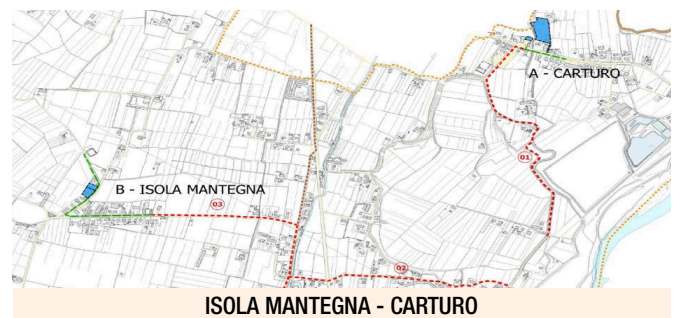 A - CARTURO
01
B - ISOLA MANTEGNA
03
02
ISOLA MANTEGNA - CARTURO